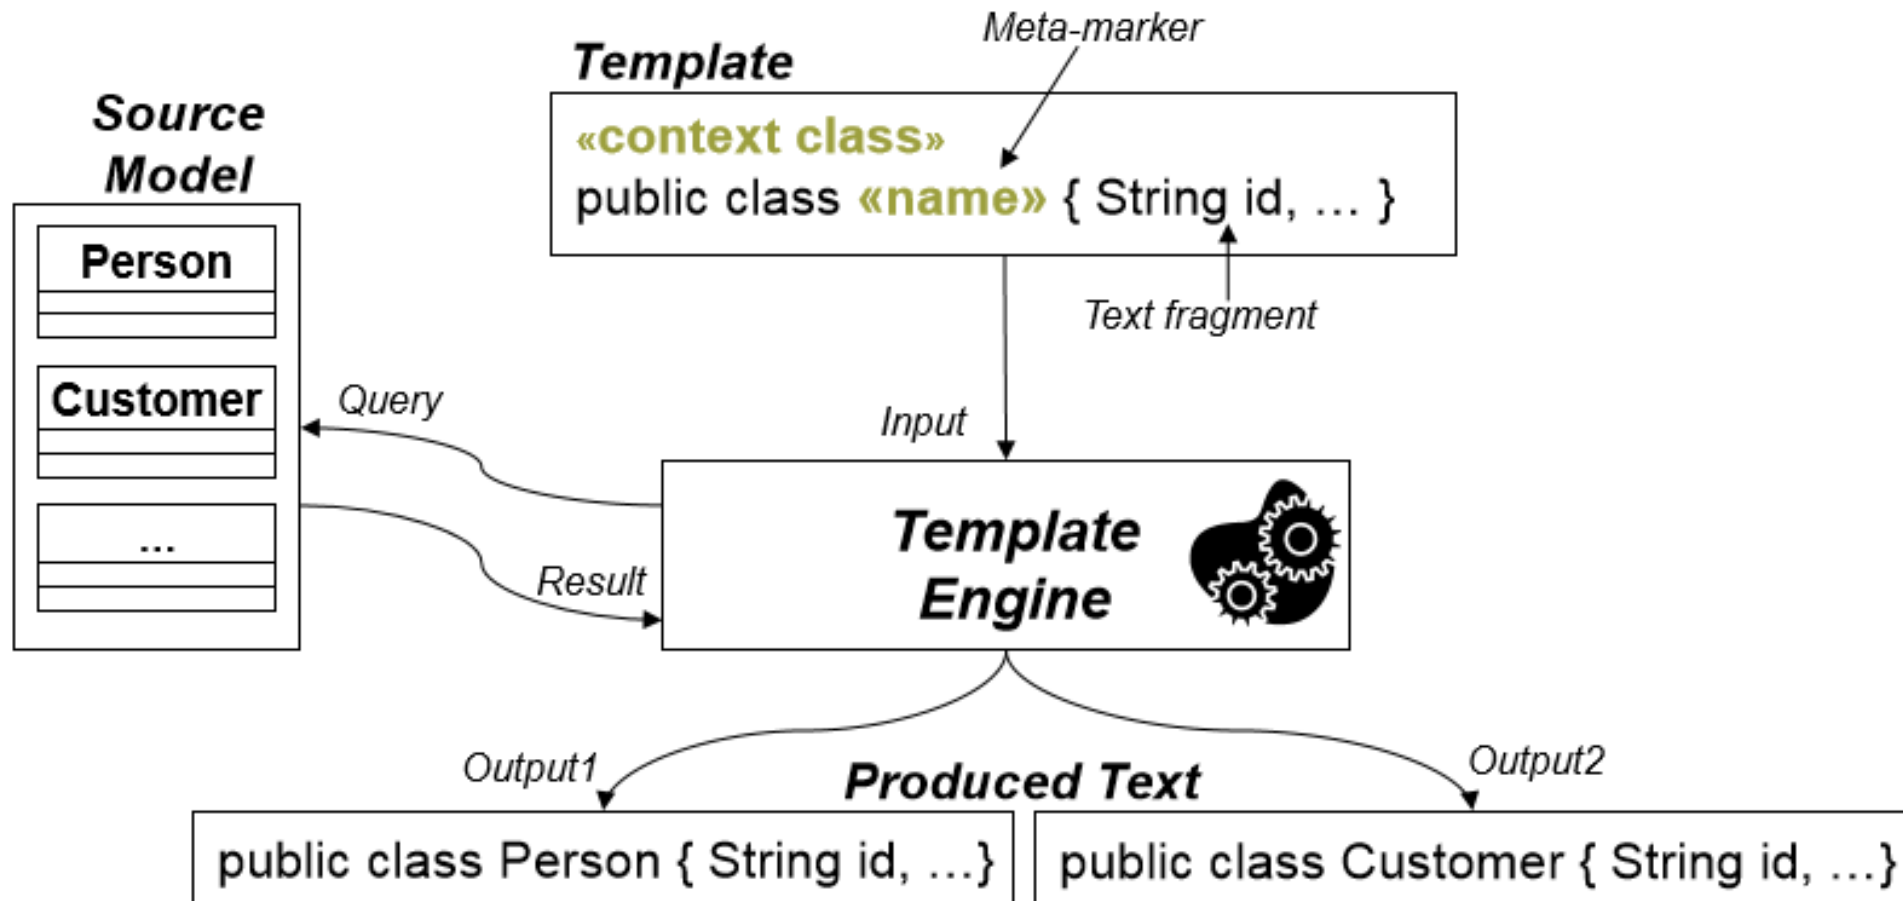 Meta-marker
Template
«context class»
public class «name» { String id, ... }
Text fragment
Source
Model
Person
Customer
...
Query
Result
Input
Template
Engine
Output1
Produced Text
Output2
public class Person { String id, ...}
public class Customer { String id, ...}